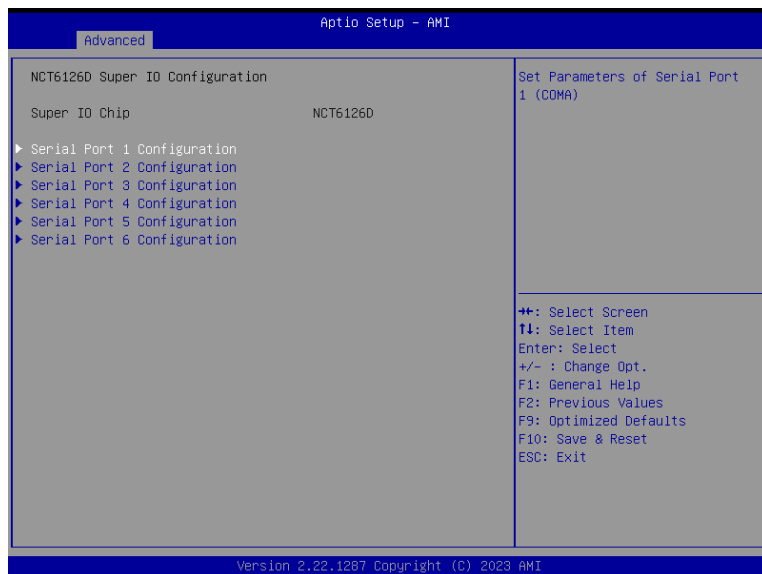 Aptio Setup – AMI
Advanced
NCT6126D Super IO Configuration
Super IO Chip NCT6126D
Serial Port 1 Configuration
Serial Port 2 Configuration
Serial Port 3 Configuration
Serial Port 4 Configuration
Serial Port 5 Configuration
Serial Port 6 Configuration
Set Parameters of Serial Port
1 (COMA)
→←: Select Screen
↑↓: Select Item
Enter: Select
+/- : Change Opt.
F1: General Help
F2: Previous Values
F9: Optimized Defaults
F10: Save & Reset
ESC: Exit
Version 2.22.1287 Copyright (C) 2023 AMI